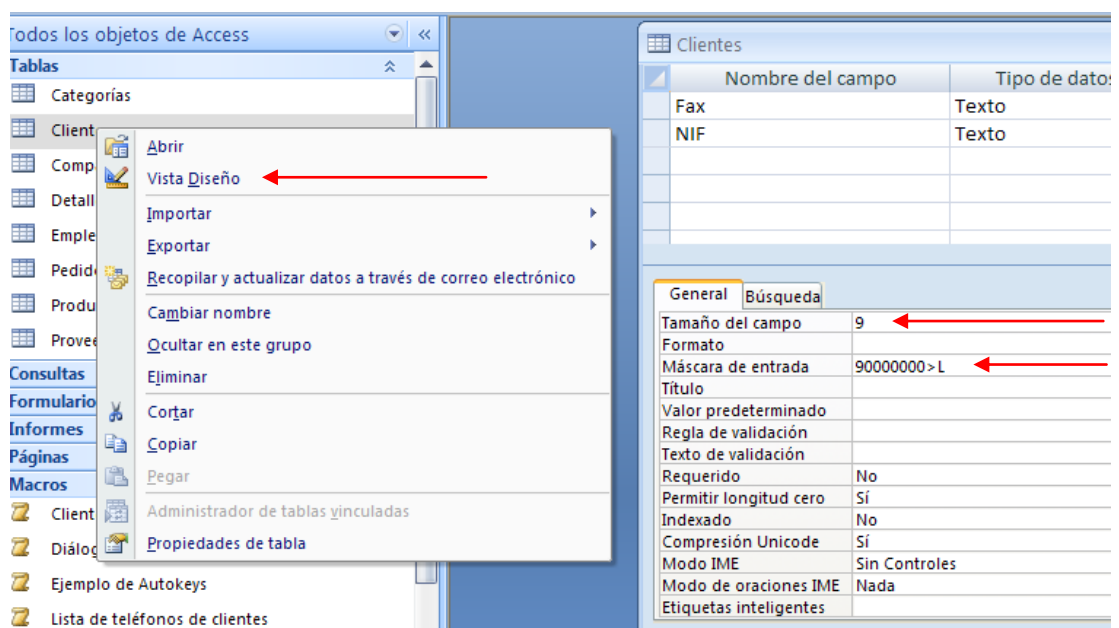 Todos los objetos de Access
Tablas
Categorías
Client
Comp
Detall
Emple
Pedid
Produ
Provee
Consultas
Formulario
Informes
Páginas
Macros
Client
Diálog
Ejemplo de Autokeys
Lista de teléfonos de clientes
Abrir
Vista Diseño
Importar
Exportar
Recopilar y actualizar datos a través de correo electrónico
Cambiar nombre
Ocultar en este grupo
Eliminar
Cortar
Copiar
Pegar
Administrador de tablas vinculadas
Propiedades de tabla
Clientes
Nombre del campo Tipo de datos
Fax Texto
NIF Texto
General Búsqueda
Tamaño del campo 9
Formato
Máscara de entrada 90000000>L
Título
Valor predeterminado
Regla de validación
Texto de validación
Requerido No
Permitir longitud cero Sí
Indexado No
Compresión Unicode Sí
Modo IME Sin Controles
Modo de oraciones IME Nada
Etiquetas inteligentes